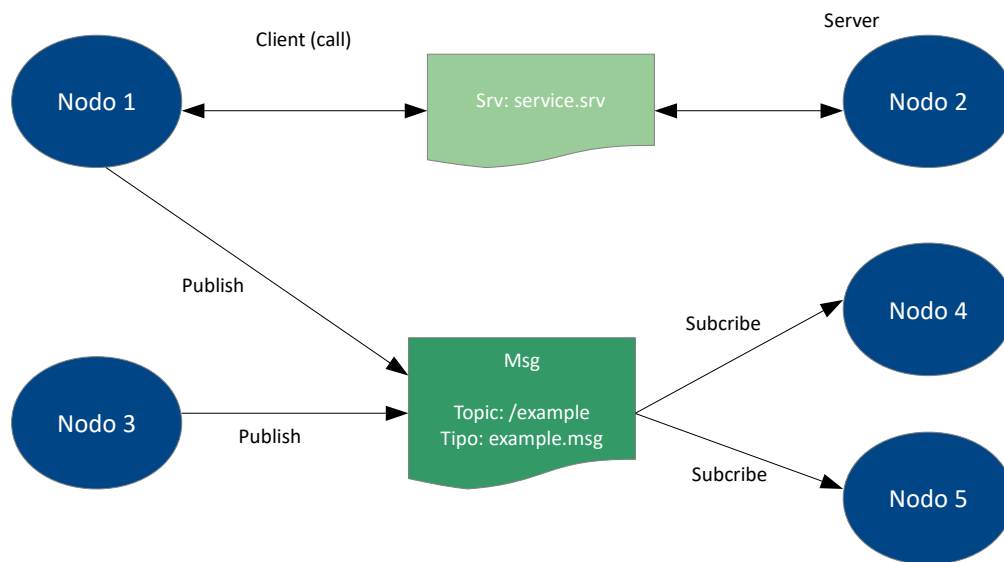 Client (call)
Server
Nodo 1
Srv: service.srv
Nodo 2
Publish
Subcribe
Nodo 4
Msg
Topic: /example
Tipo: example.msg
Nodo 3
Publish
Subcribe
Nodo 5